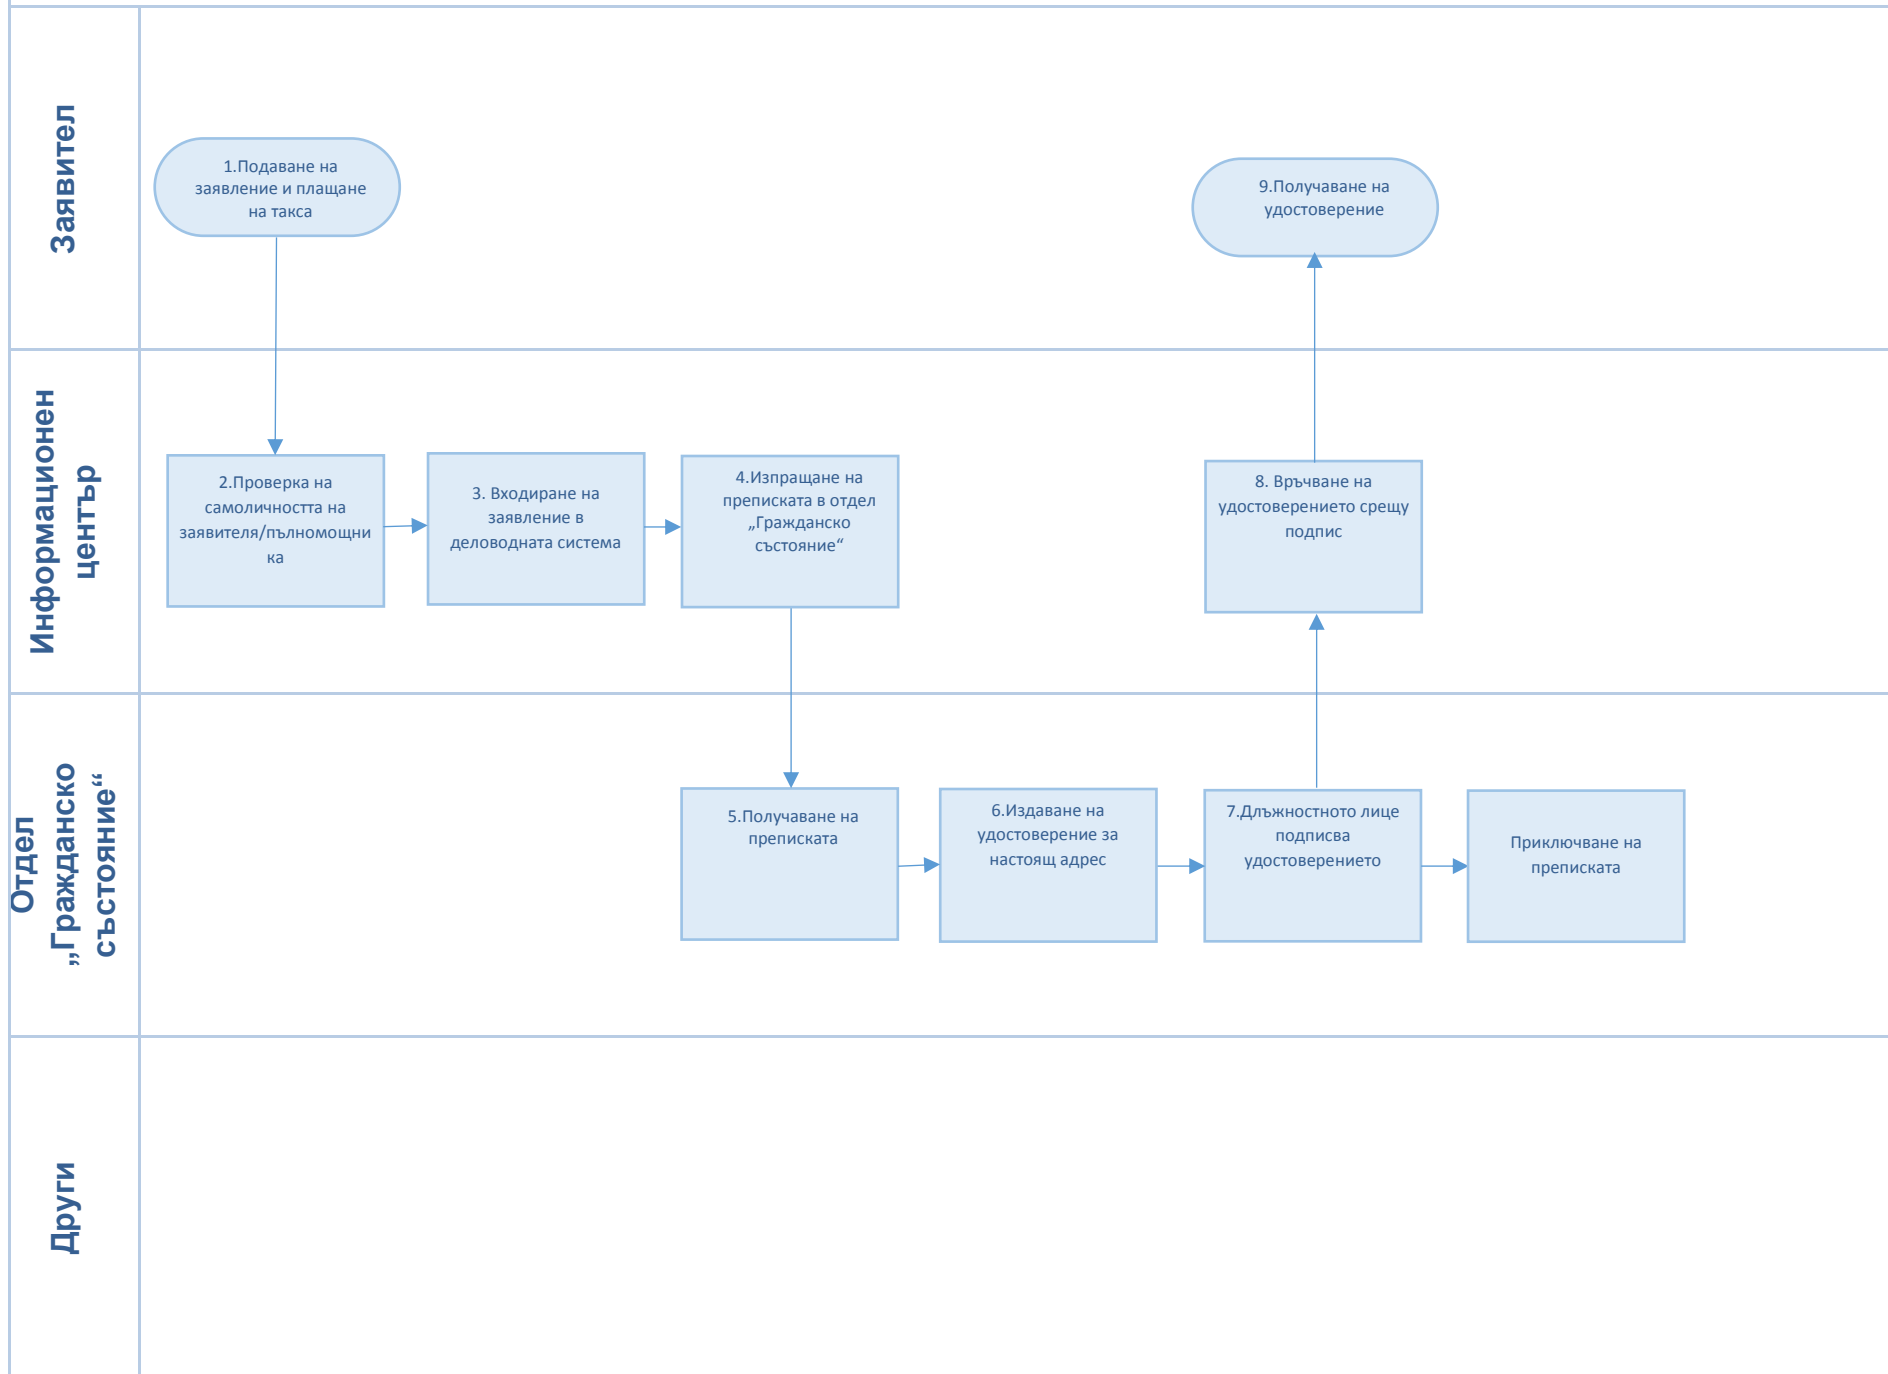 Заявител
1.Подаване на
заявление и плащане
на такса
9.Получаване на
удостоверение
Информационен
център
2.Проверка на
самоличността на
заявителя/пълномощни
ка
3. Входиране на
заявление в
деловодната система
4.Изпращане на
преписката в отдел
„Гражданско
състояние“
8. Връчване на
удостоверението срещу
подпис
Отдел
„Гражданско
състояние“
5.Получаване на
преписката
6.Издаване на
удостоверение за
настоящ адрес
7.Длъжностното лице
подписва
удостоверението
Приключване на
преписката
Други